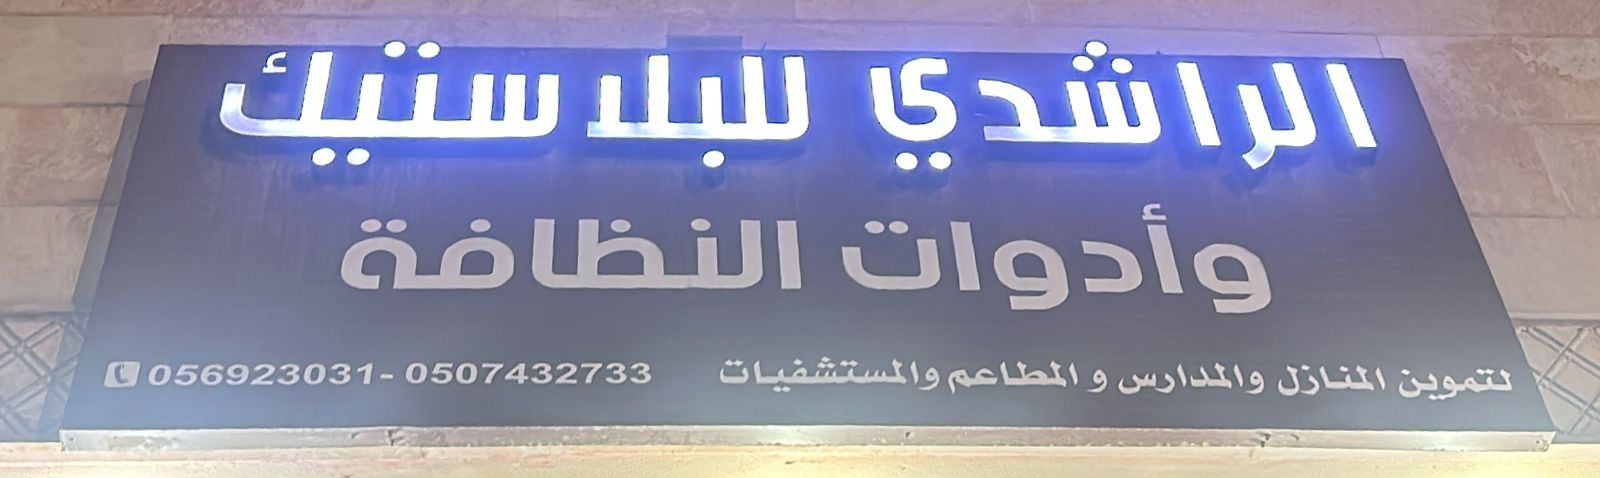 الراشدي للبلاستيك
وأدوات النظافة
لتموين المنازل والمدارس و المطاعم والمستشفيات
056923031- 0507432733